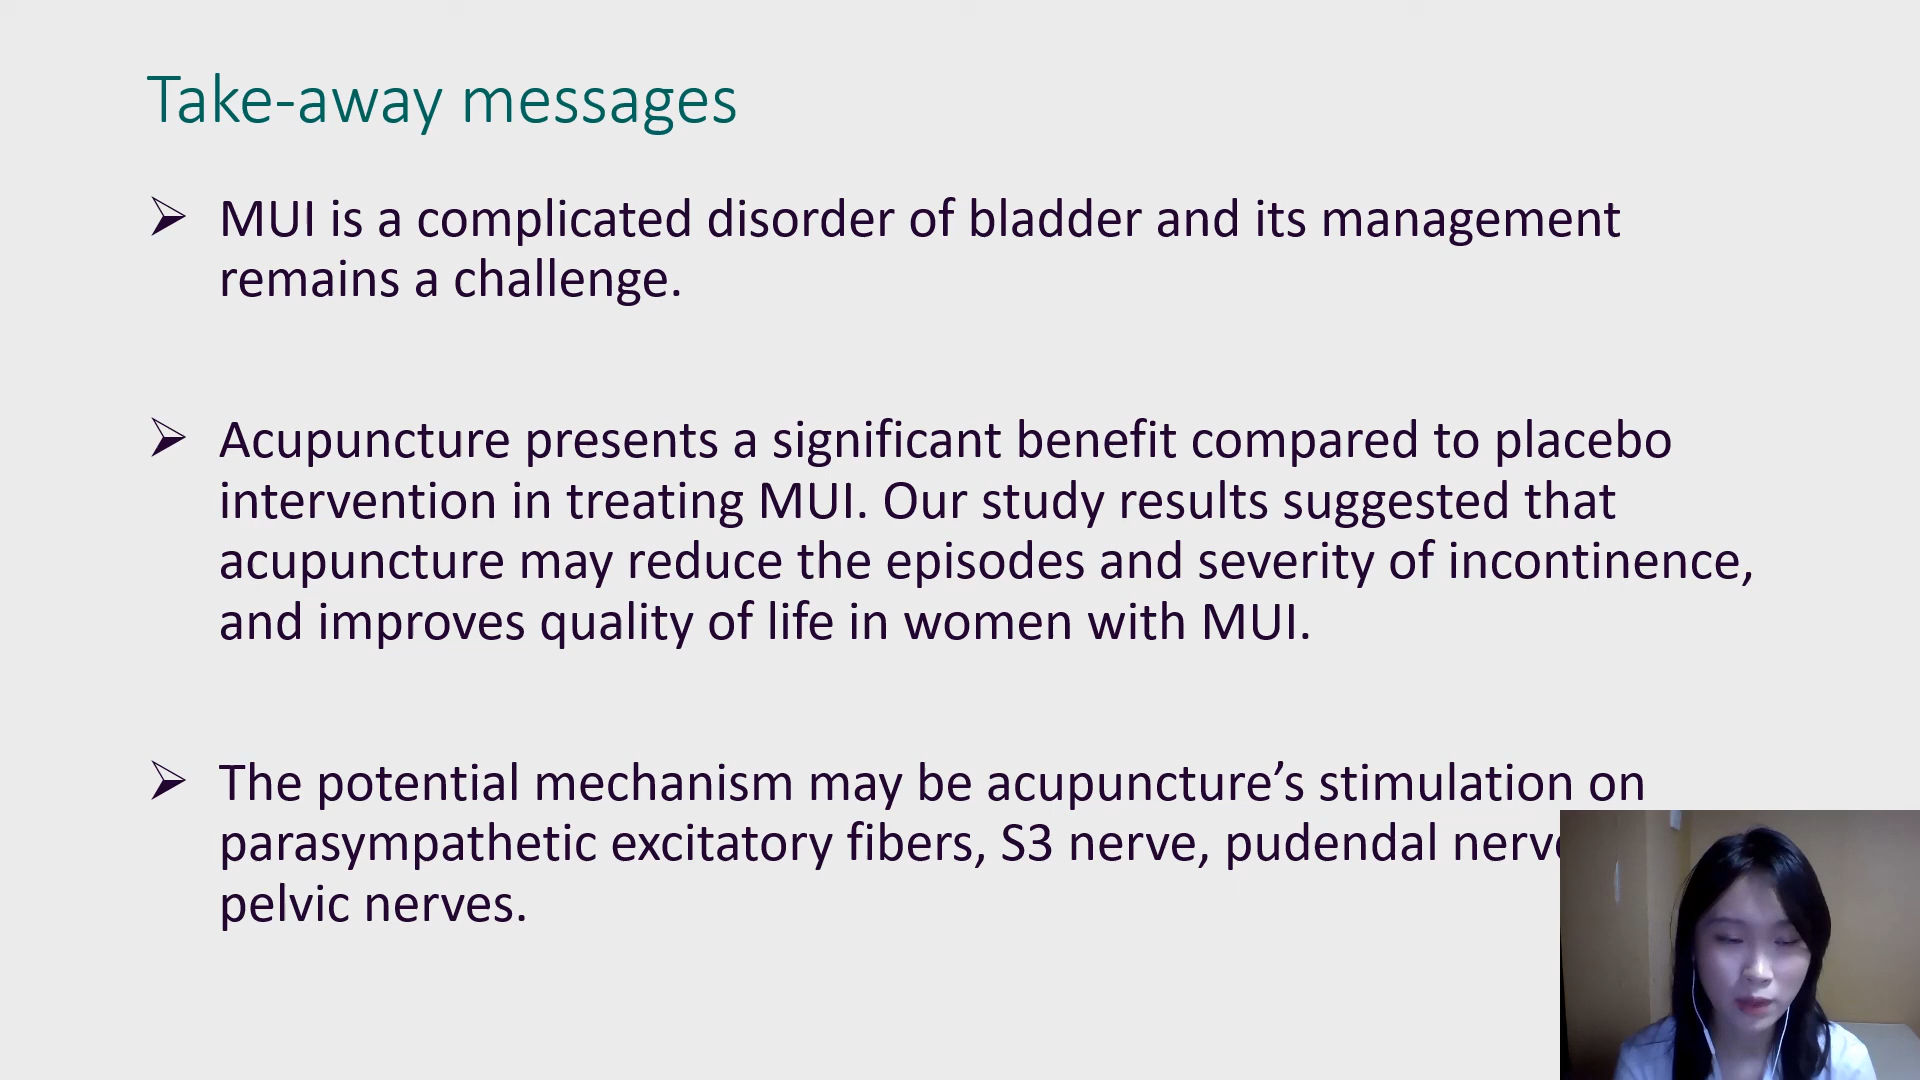 Take-away messages
MUI is a complicated disorder of bladder and its management
remains a challenge.
Acupuncture presents a significant benefit compared to placebo
intervention in treating MUI. Our study results suggested that
acupuncture may reduce the episodes and severity of incontinence,
and improves quality of life in women with MUI.
The potential mechanism may be acupuncture’s stimulation on
parasympathetic excitatory fibers, S3 nerve, pudendal
pelvic nerves.